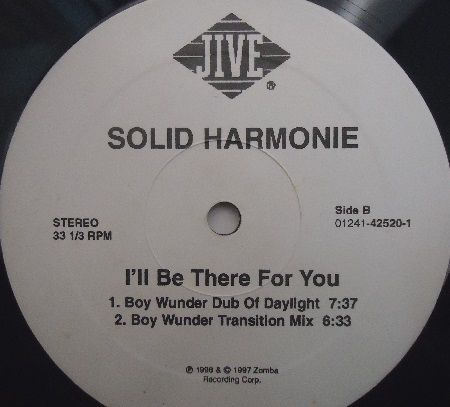 JIVE
®
SOLID HARMONIE
STEREO
33 1/3 RPM
Side B
01241-42520-1
I'll Be There For You
1. Boy Wunder Dub Of Daylight 7:37
2. Boy Wunder Transition Mix 6:33
℗ 1996 & © 1997 Zomba
Recording Corp.